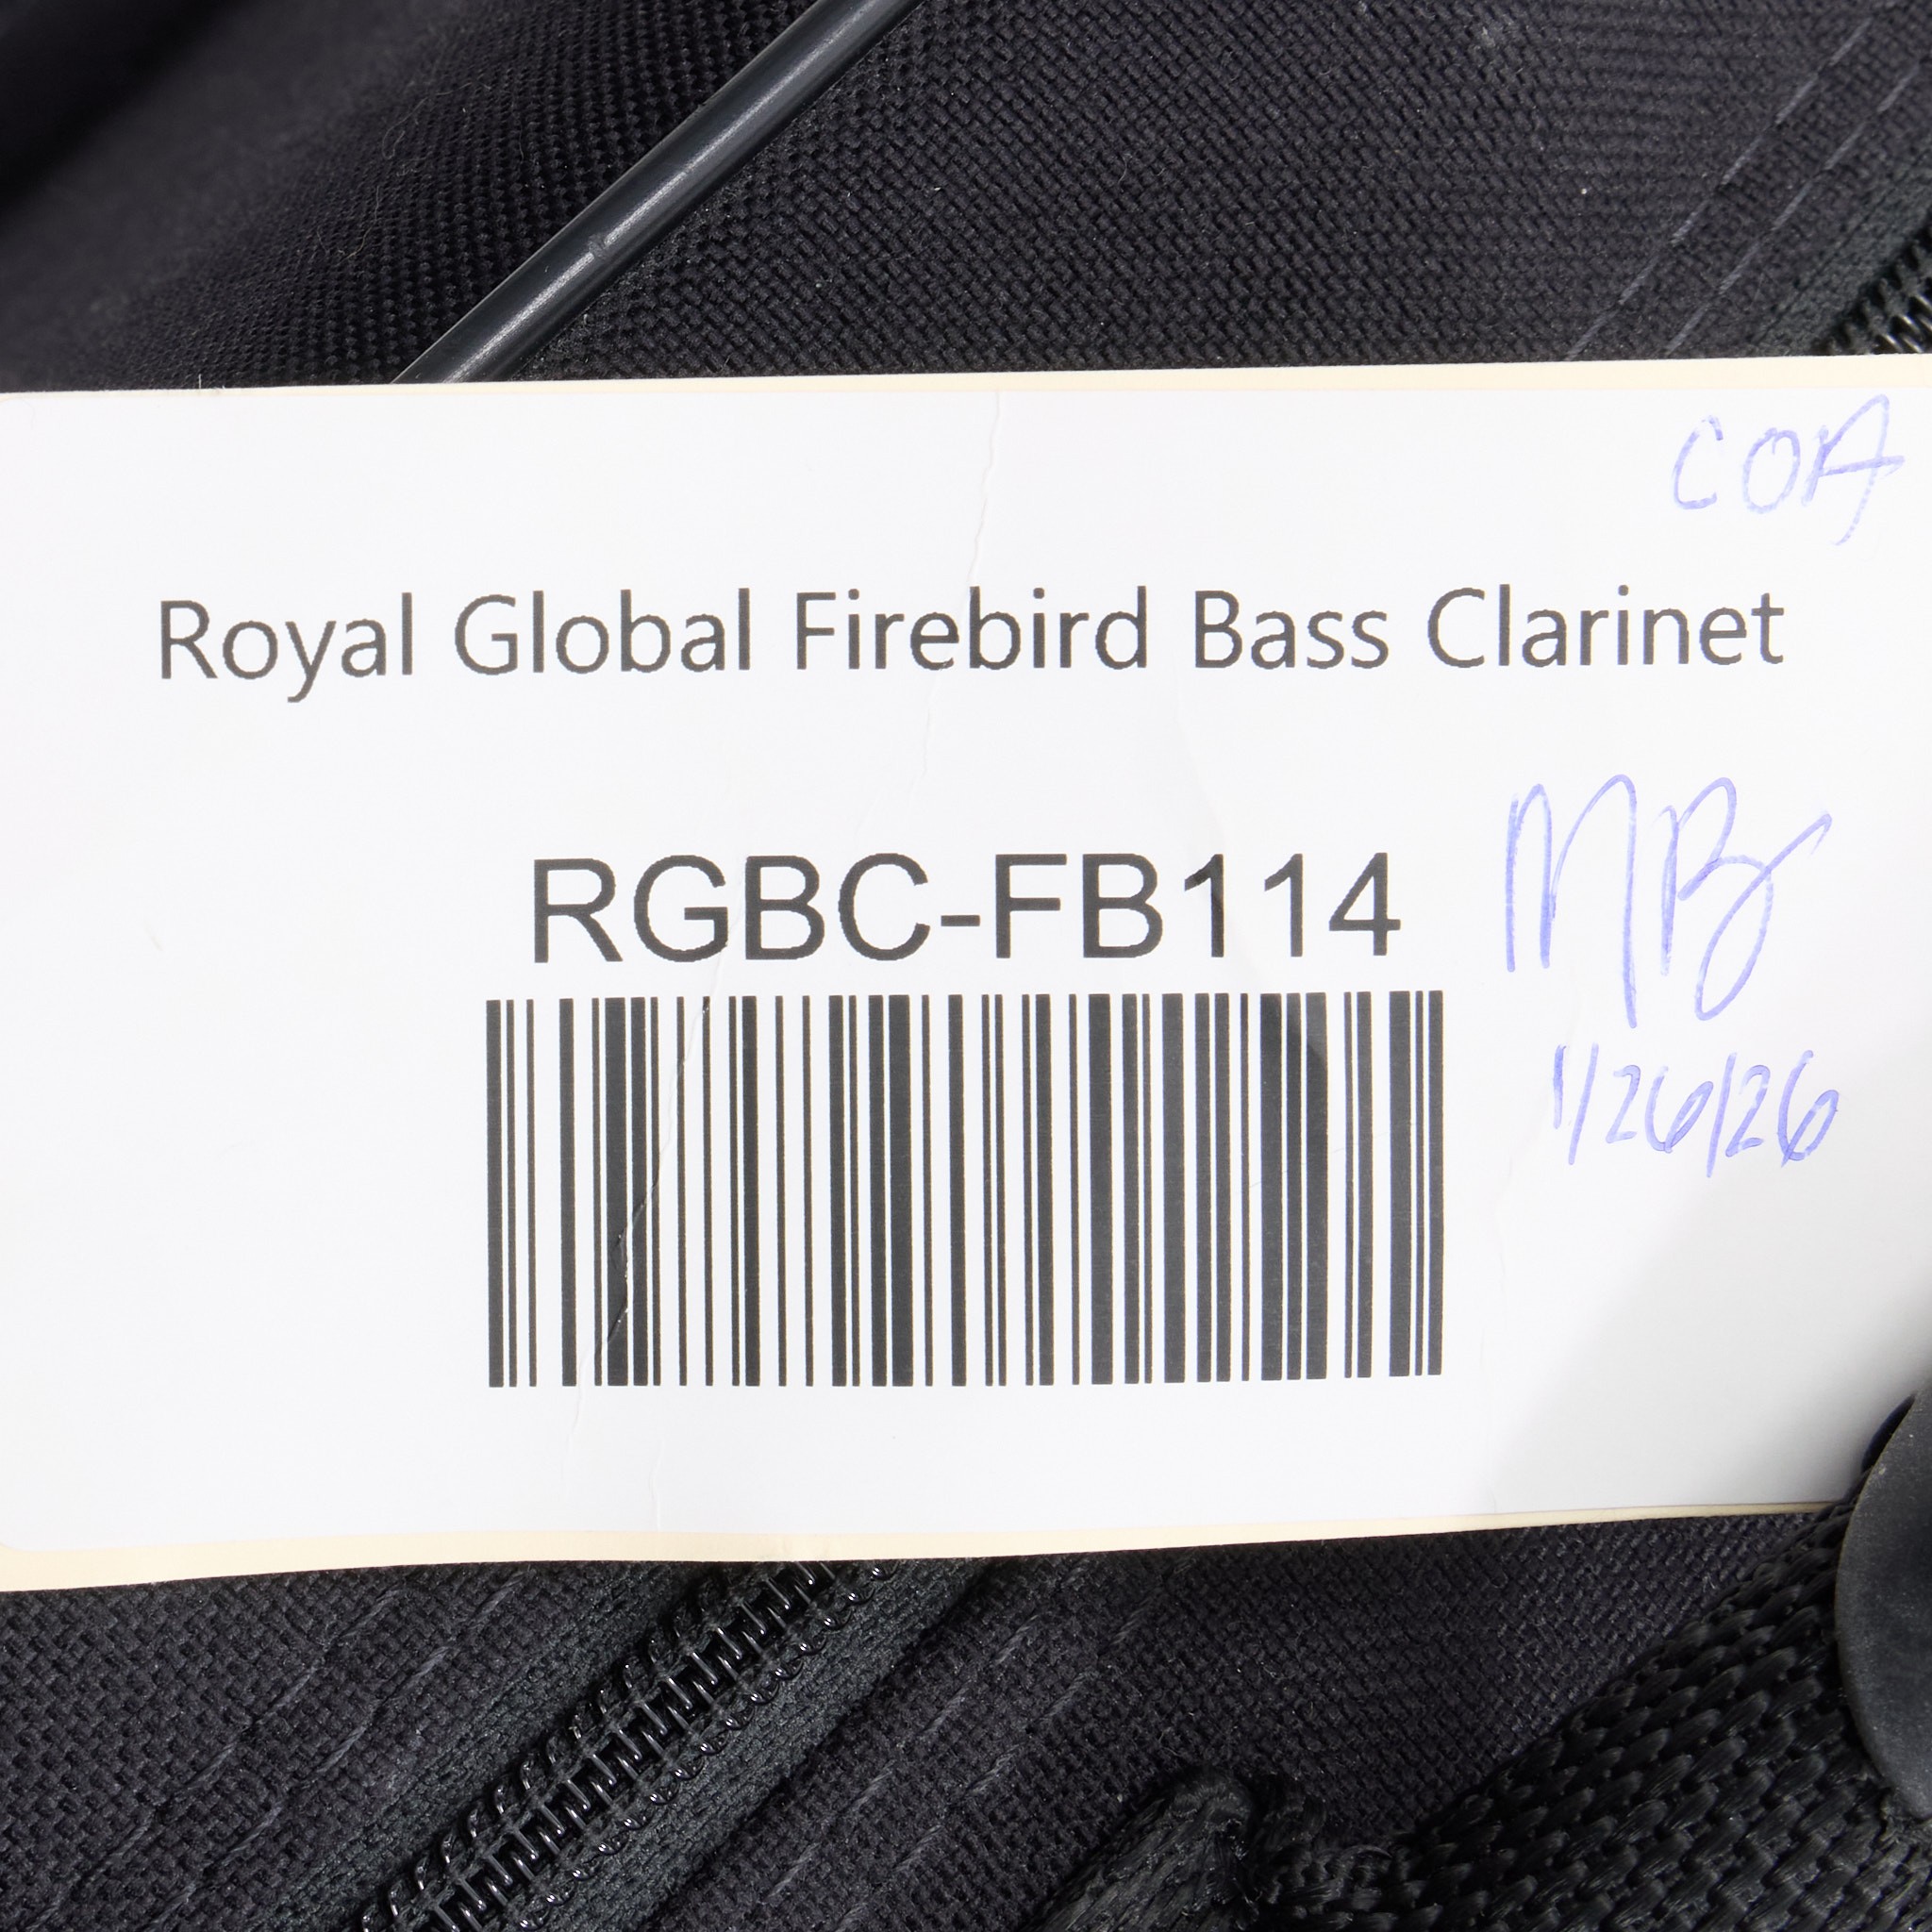 COA
Royal Global Firebird Bass Clarinet
RGBC-FB114
MB
1/26/26